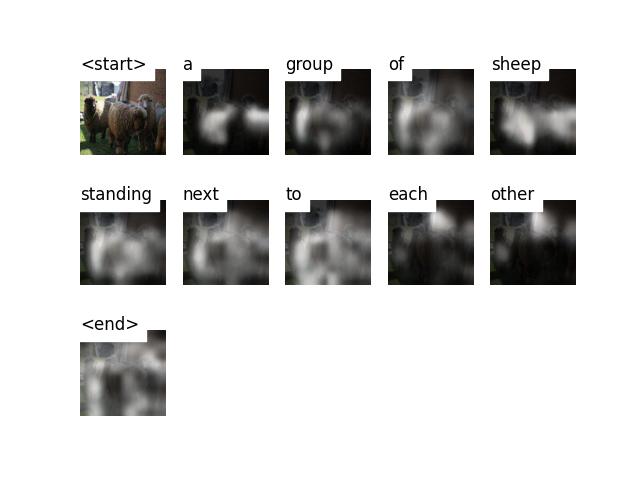 <start> a group of sheep
standing next to each other
<end>